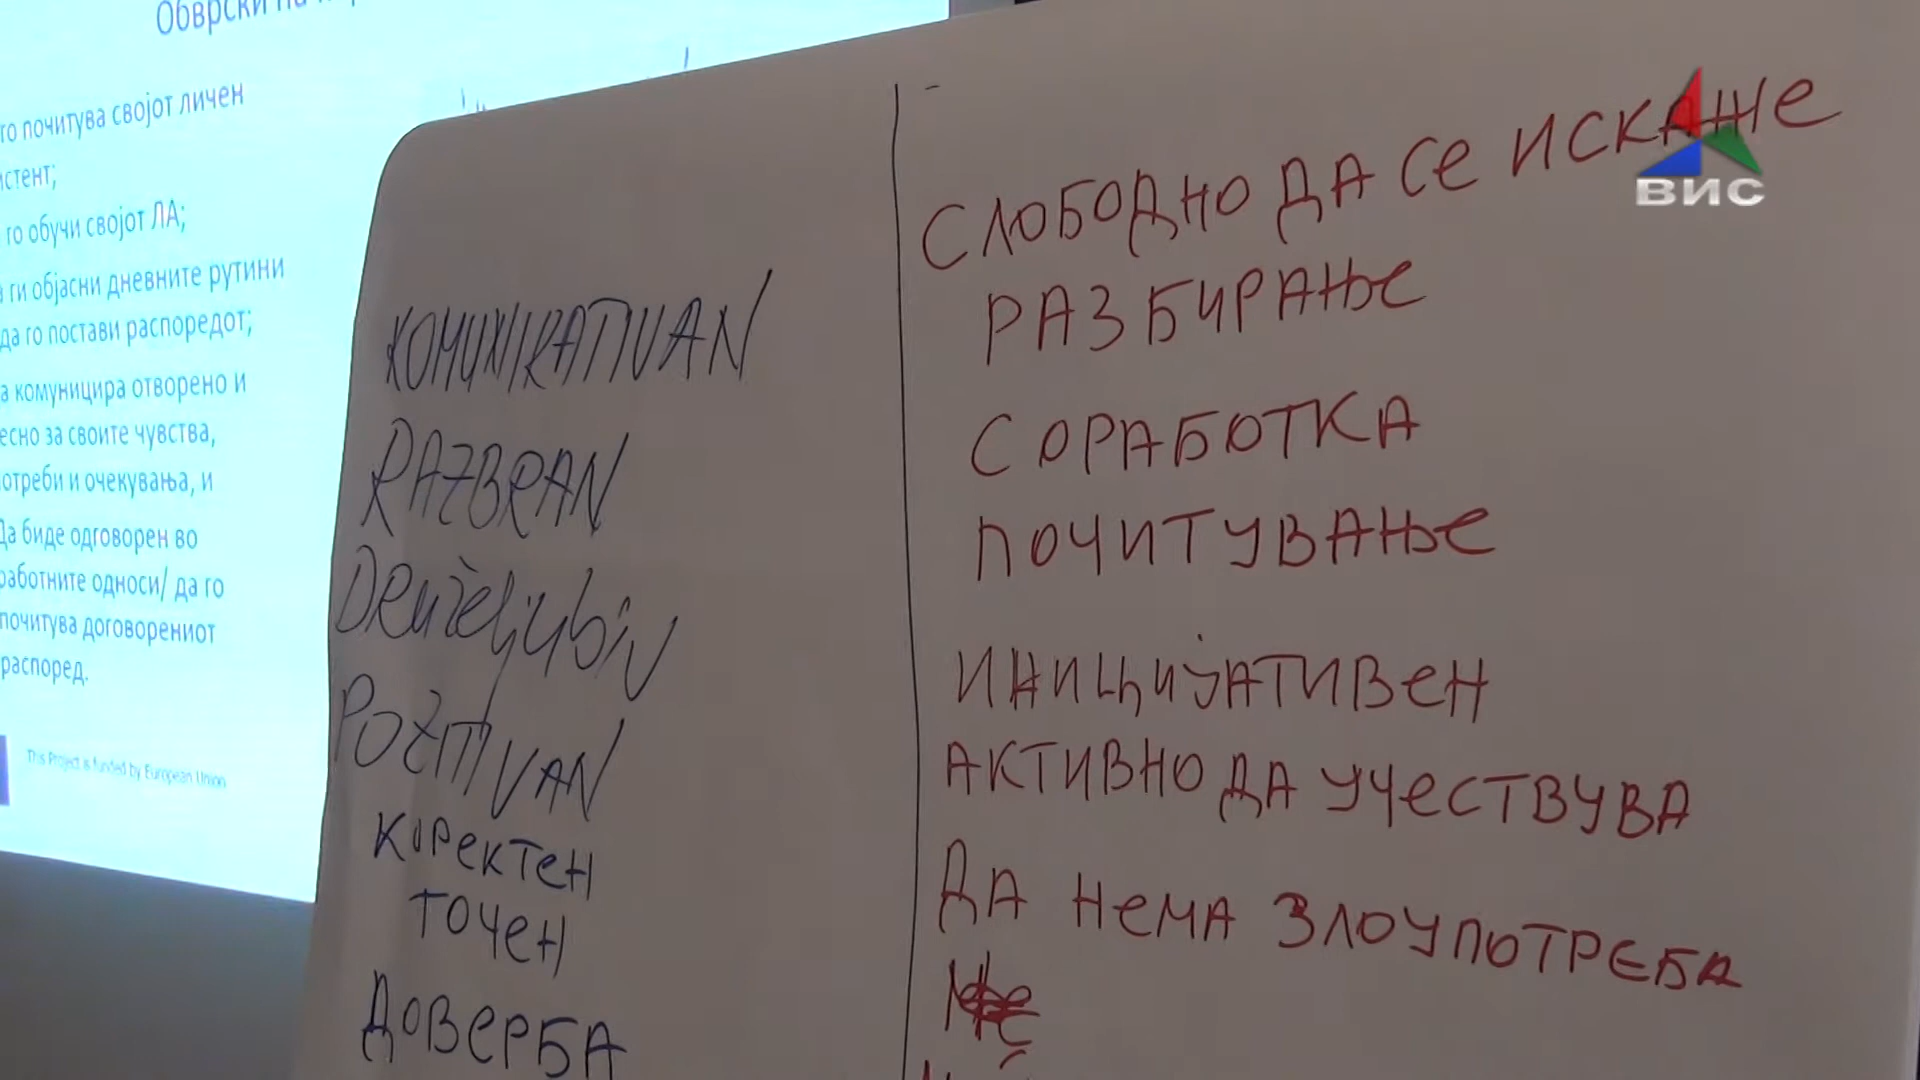 Обврски на
го почитува својот личен
истент;
го обучи својот ЛА;
ги објасни дневните рутини
да го постави распоредот;
а комуницира отворено и
есно за своите чувства,
отреби и очекувања, и
Да биде одговорен во
работните односи/ да го
почитува договорениот
распоред.
This Project is funded by European Union
KOMUNIKATIVAN
RAZBRAN
DRUŽELJUBIV
POZITIVAN
КОРЕКТЕН
ТОЧЕН
ДОВЕРБА
СЛОБОДНО ДА СЕ ИСКАЖЕ
РАЗБИРАЊЕ
СОРАБОТКА
ПОЧИТУВАЊЕ
ИНИЦИЈАТИВЕН
АКТИВНО ДА УЧЕСТВУВА
ДА НЕМА ЗЛОУПОТРЕБА
ВИС